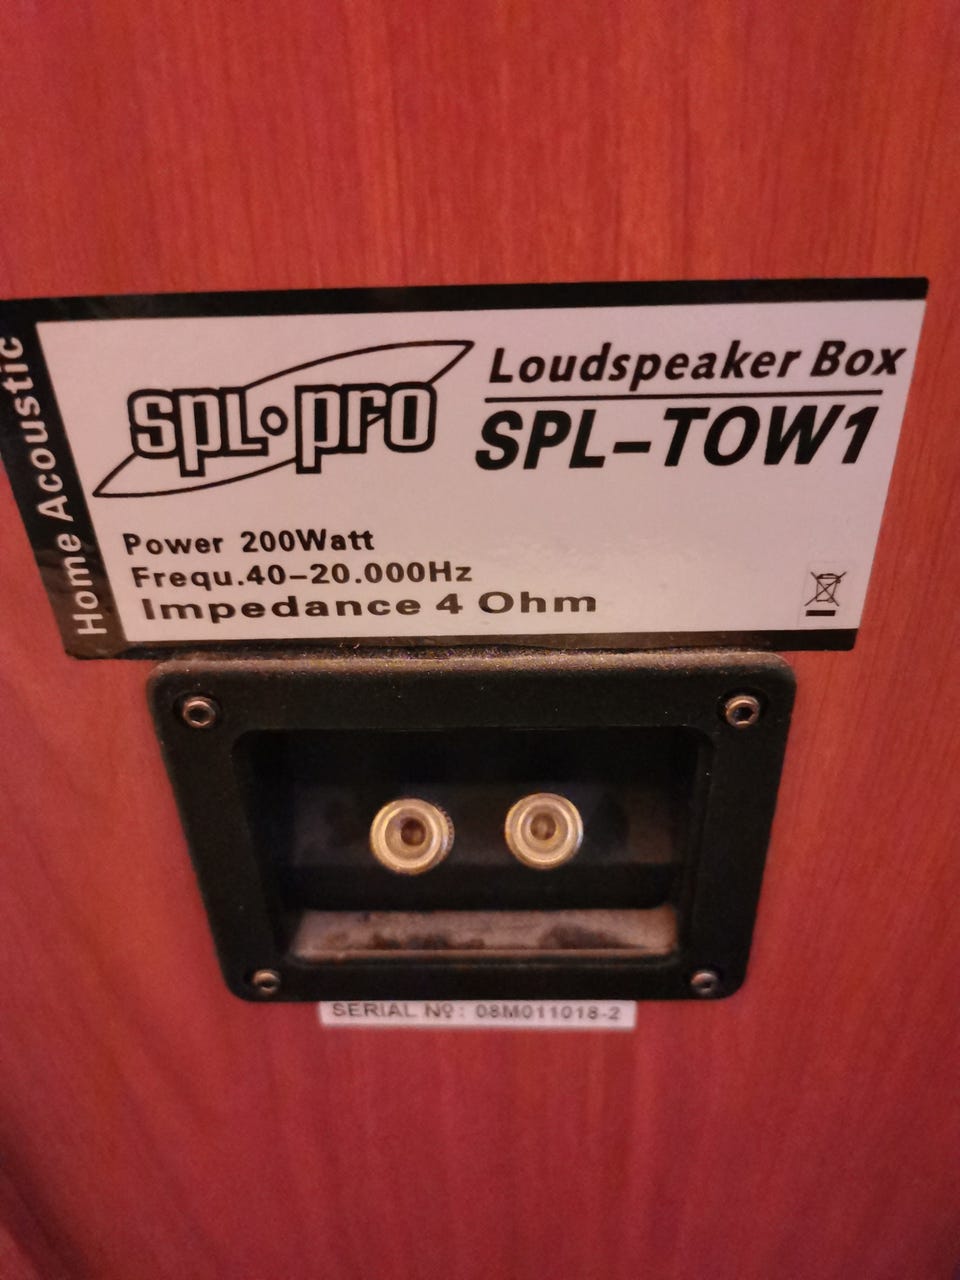 Home Acoustic
SPL·PRO
Loudspeaker Box
SPL-TOW1
Power 200Watt
Frequ.40-20.000Hz
Impedance 4 Ohm
SERIAL Nº: 08M011018-2